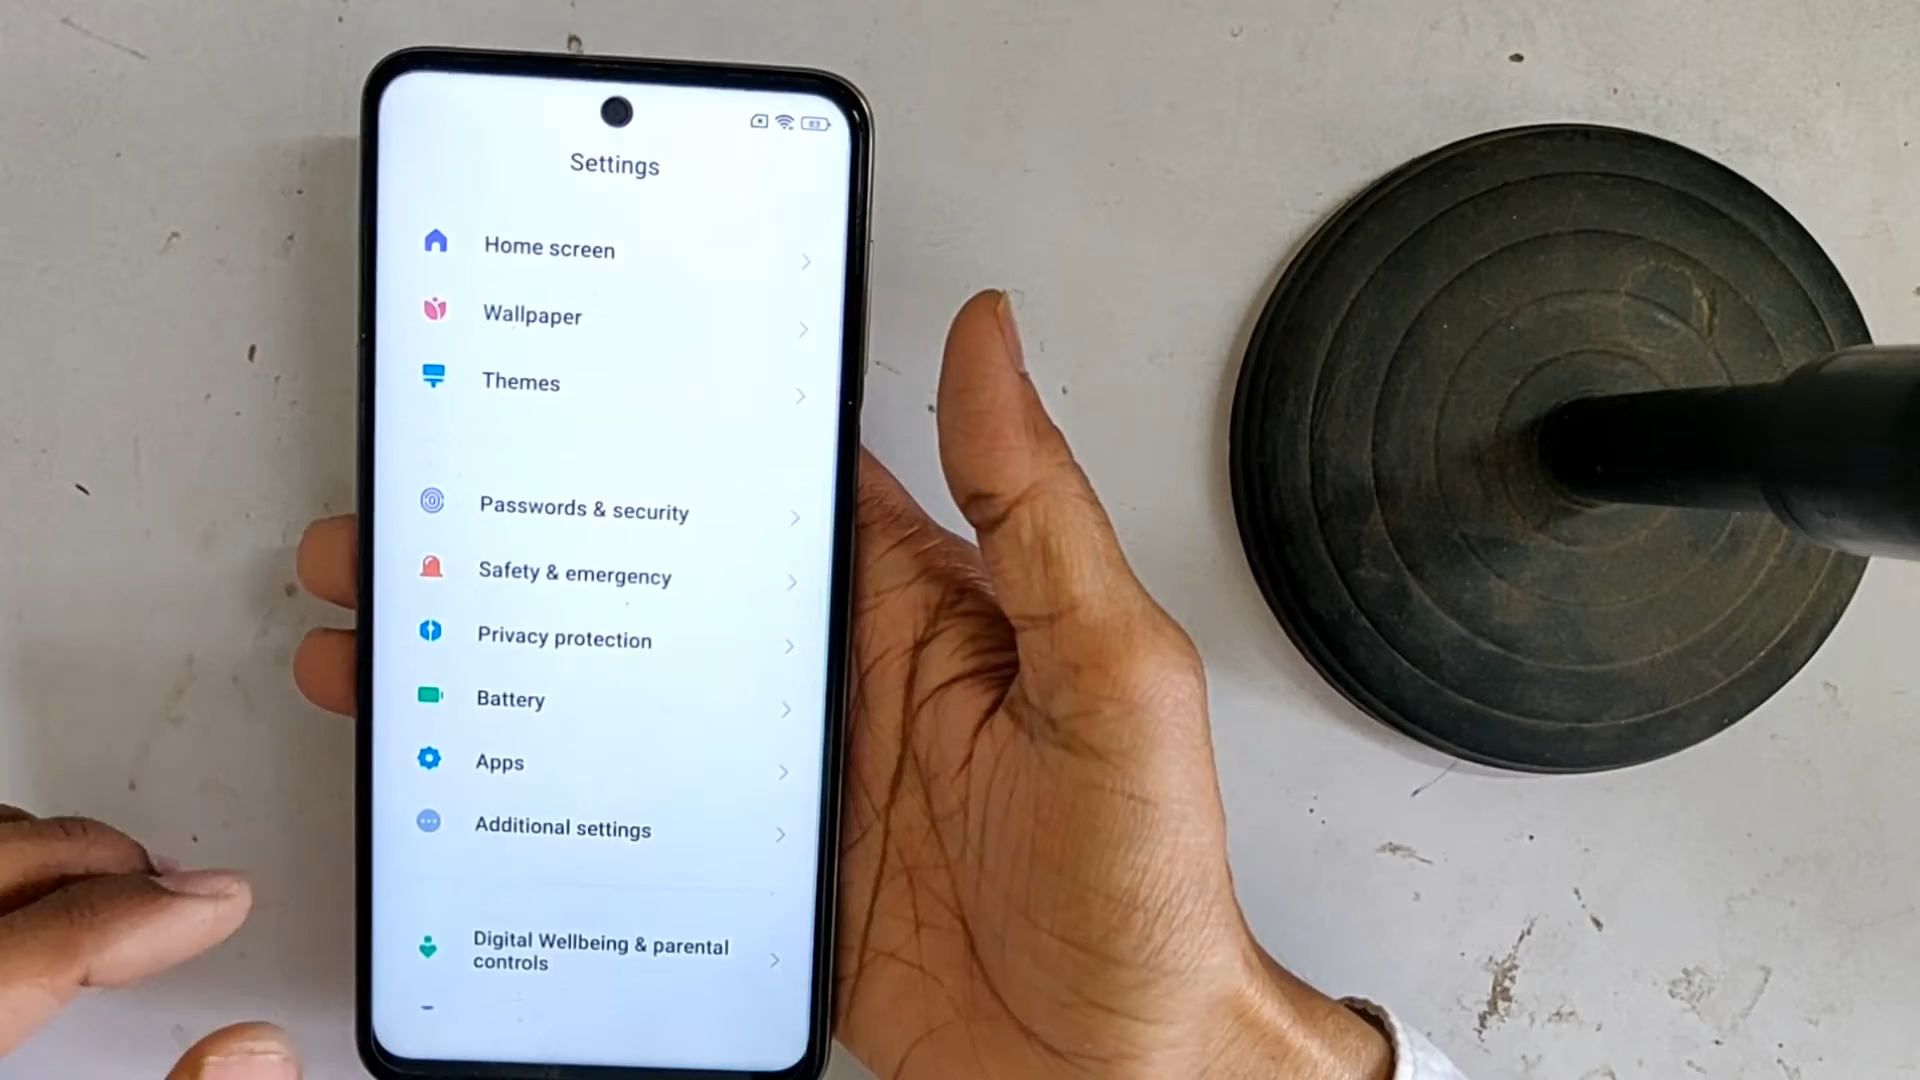 83
Settings
Home screen
Wallpaper
Themes
Passwords & security
Safety & emergency
Privacy protection
Battery
Apps
Additional settings
Digital Wellbeing & parental
controls